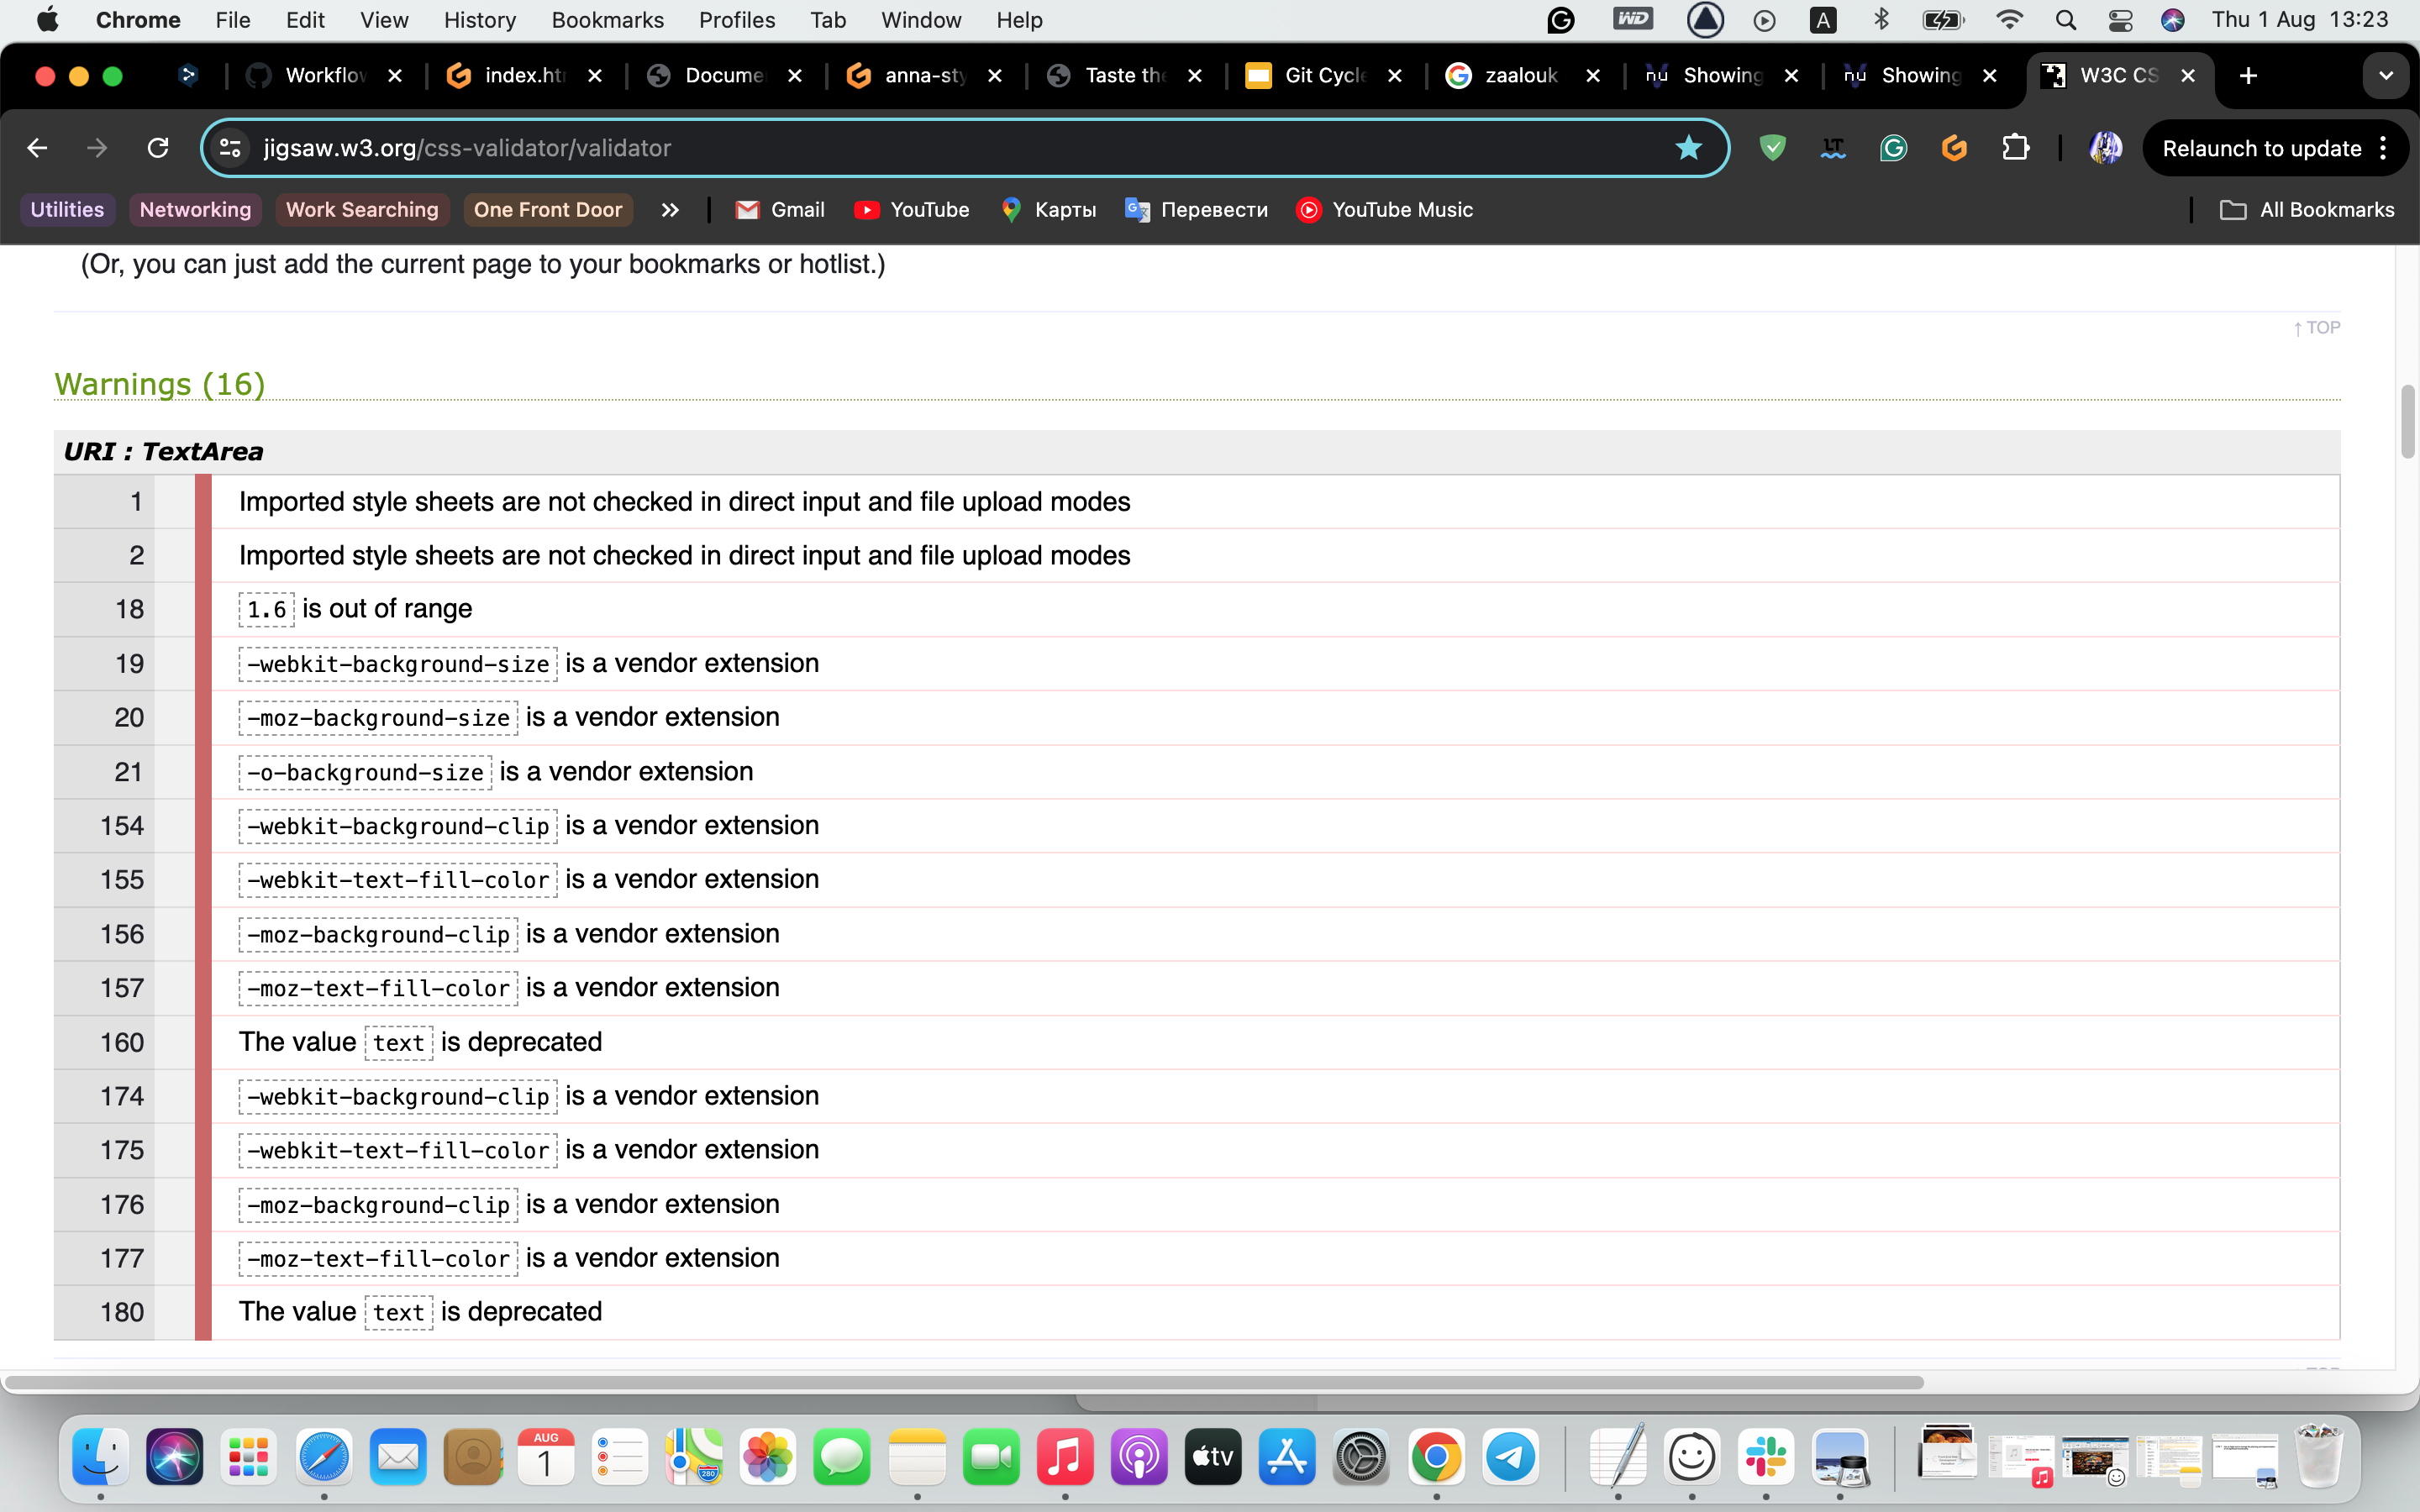 Chrome File Edit View History Bookmarks Profiles Tab Window Help WD A Thu 1 Aug 13:23
Workflov index.htr Docume anna-sty Taste the Git Cycle zaalouk nu Showing nu Showing W3C CS
jigsaw.w3.org/css-validator/validator LT Relaunch to update
Utilities Networking Work Searching One Front Door Gmail YouTube Карты Перевести YouTube Music All Bookmarks
(Or, you can just add the current page to your bookmarks or hotlist.)
↑ TOP
Warnings (16)
URI : TextArea
1 Imported style sheets are not checked in direct input and file upload modes
2 Imported style sheets are not checked in direct input and file upload modes
18 1.6 is out of range
19 -webkit-background-size is a vendor extension
20 -moz-background-size is a vendor extension
21 -o-background-size is a vendor extension
154 -webkit-background-clip is a vendor extension
155 -webkit-text-fill-color is a vendor extension
156 -moz-background-clip is a vendor extension
157 -moz-text-fill-color is a vendor extension
160 The value text is deprecated
174 -webkit-background-clip is a vendor extension
175 -webkit-text-fill-color is a vendor extension
176 -moz-background-clip is a vendor extension
177 -moz-text-fill-color is a vendor extension
180 The value text is deprecated
AUG
1
280
tv